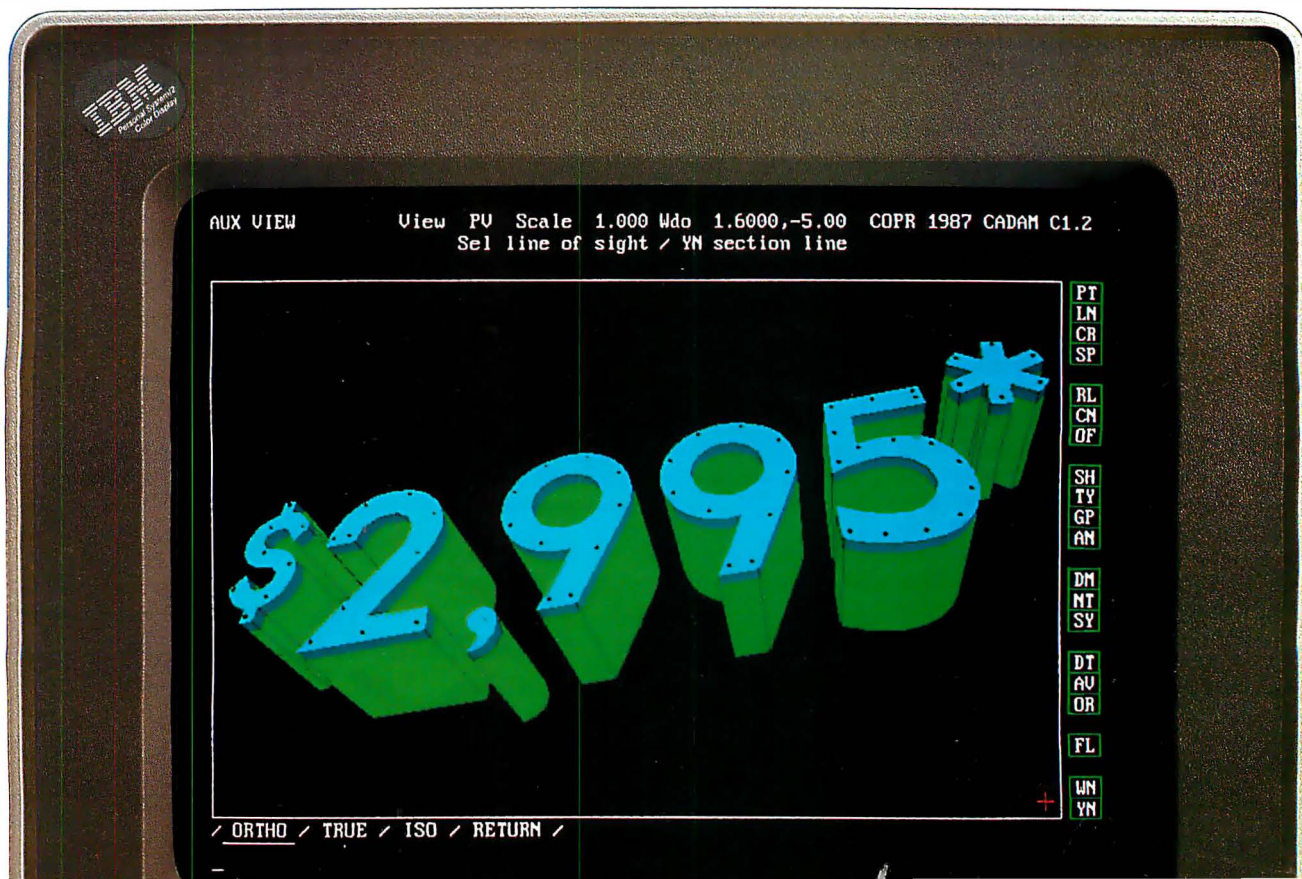 IBM
Personal System/2
Color Display
AUX VIEW View PV Scale 1.000 Wdo 1.6000,-5.00 COPR 1987 CADAM C1.2
Sel line of sight / YN section line
$2,995*
PT
LN
CR
SP
RL
CN
OF
SH
TY
GP
AN
DM
NT
SY
DT
AV
OR
FL
WN
YN
/ ORTHO / TRUE / ISO / RETURN /